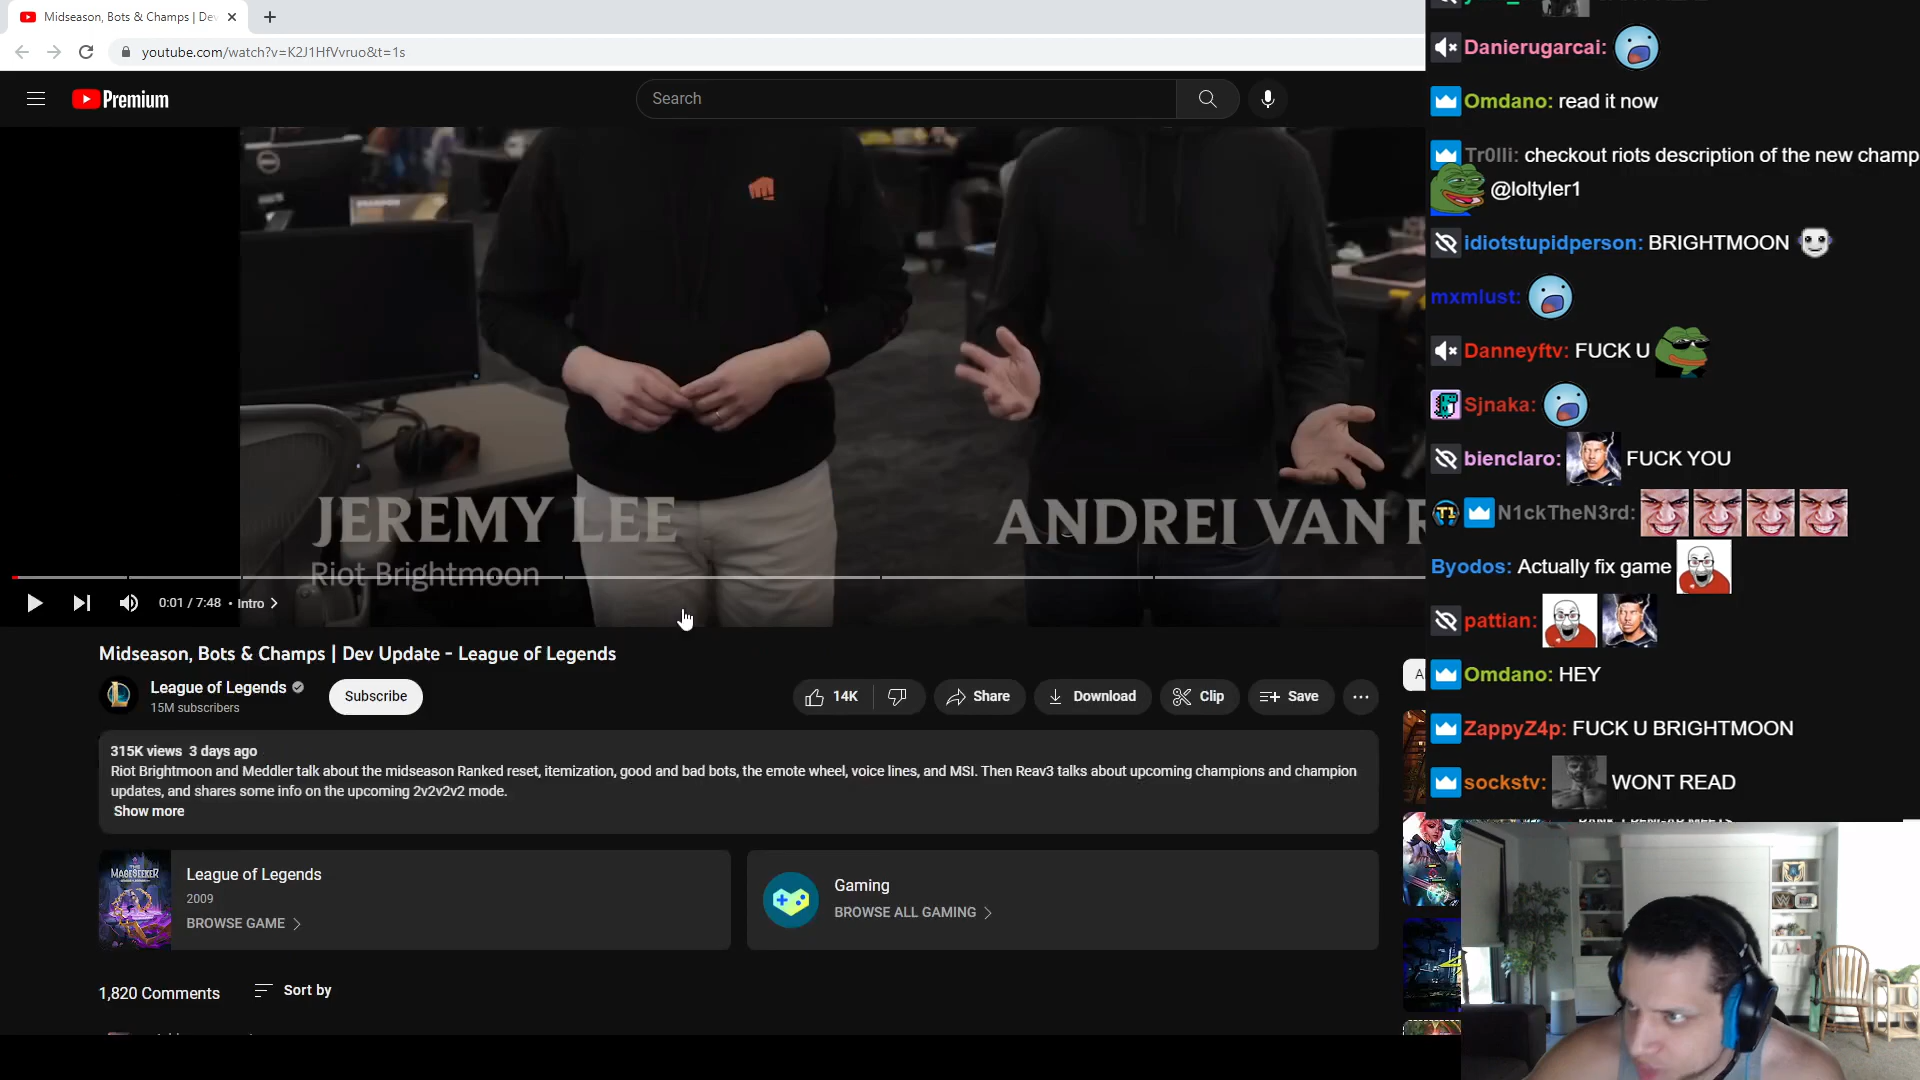 Midseason, Bots & Champs | Dev
youtube.com/watch?v=K2J1HfVvruo&t=1s
Premium
Search
JEREMY LEE
Riot Brightmoon
ANDREI VAN
0:01 / 7:48 • Intro
Midseason, Bots & Champs | Dev Update - League of Legends
League of Legends
15M subscribers
Subscribe
14K
Share
Download
Clip
Save
315K views 3 days ago
Riot Brightmoon and Meddler talk about the midseason Ranked reset, itemization, good and bad bots, the emote wheel, voice lines, and MSI. Then Reav3 talks about upcoming champions and champion
updates, and shares some info on the upcoming 2v2v2v2 mode.
Show more
THE
MAGESEEKER
League of Legends
2009
BROWSE GAME
Gaming
BROWSE ALL GAMING
1,820 Comments
Sort by
Danierugarcai:
Omdano: read it now
Tr0lli: checkout riots description of the new champ
@loltyler1
idiotstupidperson: BRIGHTMOON
mxmlust:
Danneyftv: FUCK U
Sjnaka:
bienclaro: FUCK YOU
T1 N1ckTheN3rd:
Byodos: Actually fix game
pattian:
Omdano: HEY
ZappyZ4p: FUCK U BRIGHTMOON
sockstv: WONT READ